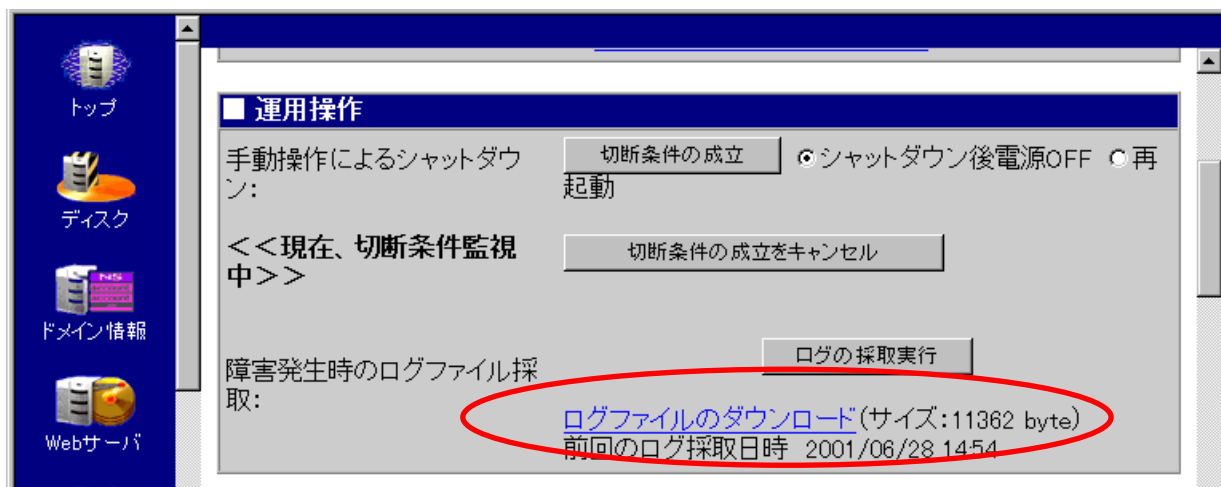 トップ
ディスク
ドメイン情報
Webサーバ
■ 運用操作
手動操作によるシャットダウ
ン:
切断条件の成立
シャットダウン後電源OFF
再
起動
<<現在、切断条件監視
中>>
切断条件の成立をキャンセル
障害発生時のログファイル採
取:
ログの採取実行
ログファイルのダウンロード(サイズ:11362 byte)
前回のログ採取日時 2001/06/28 14:54